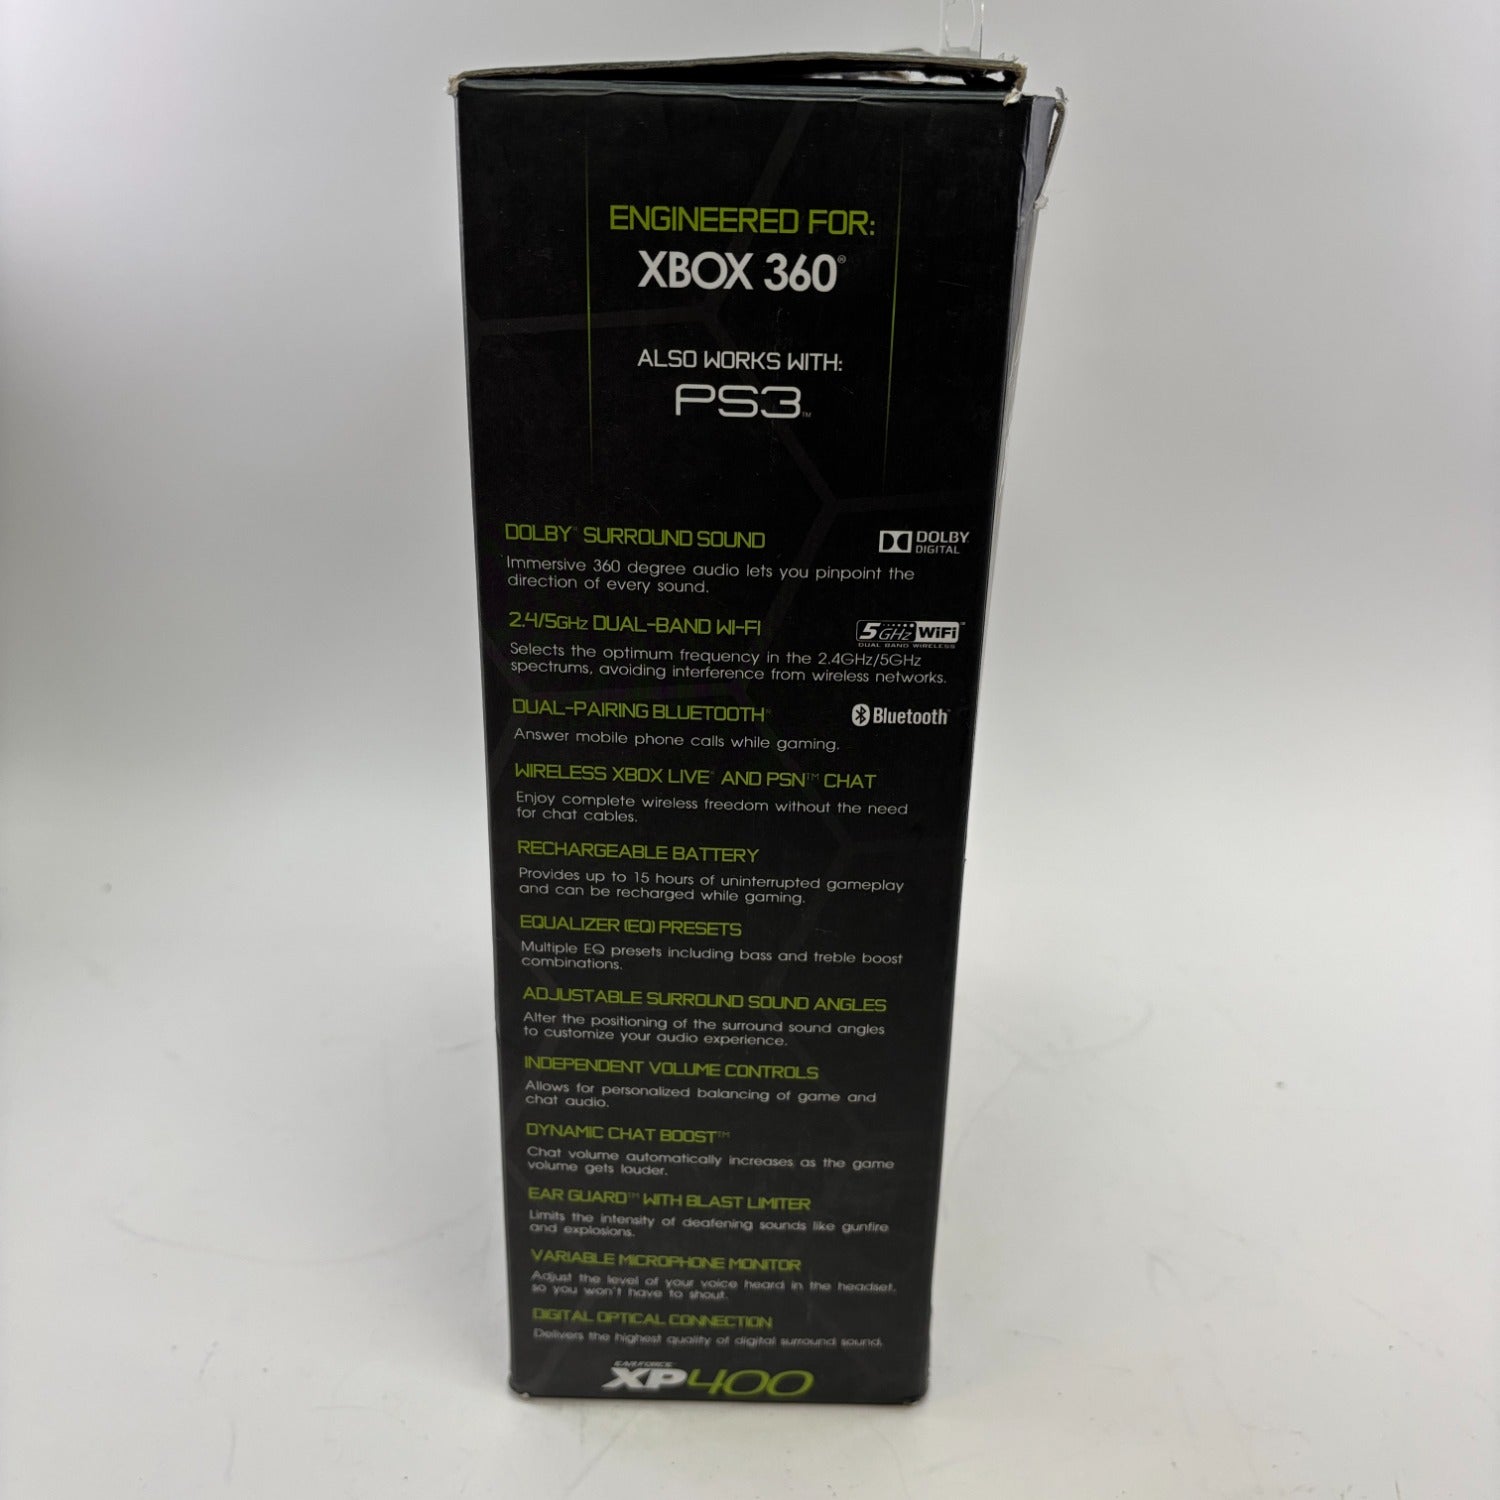 ENGINEERED FOR:
XBOX 360®
ALSO WORKS WITH:
PS3™
DOLBY® SURROUND SOUND
DOLBY
DIGITAL
Immersive 360 degree audio lets you pinpoint the
direction of every sound.
2.4/5GHz DUAL-BAND WI-FI
5GHz WiFi
DUAL BAND WIRELESS
Selects the optimum frequency in the 2.4GHz/5GHz
spectrums, avoiding interference from wireless networks.
DUAL-PAIRING BLUETOOTH®
Bluetooth
Answer mobile phone calls while gaming.
WIRELESS XBOX LIVE® AND PSN™ CHAT
Enjoy complete wireless freedom without the need
for chat cables.
RECHARGEABLE BATTERY
Provides up to 15 hours of uninterrupted gameplay
and can be recharged while gaming.
EQUALIZER (EQ) PRESETS
Multiple EQ presets including bass and treble boost
combinations.
ADJUSTABLE SURROUND SOUND ANGLES
Alter the positioning of the surround sound angles
to customize your audio experience.
INDEPENDENT VOLUME CONTROLS
Allows for personalized balancing of game and
chat audio.
DYNAMIC CHAT BOOST™
Chat volume automatically increases as the game
volume gets louder.
EAR GUARD™ WITH BLAST LIMITER
Limits the intensity of deafening sounds like gunfire
and explosions.
VARIABLE MICROPHONE MONITOR
Adjust the level of your voice heard in the headset,
so you won't have to shout.
DIGITAL OPTICAL CONNECTION
Delivers the highest quality of digital surround sound.
EAR FORCE
XP400